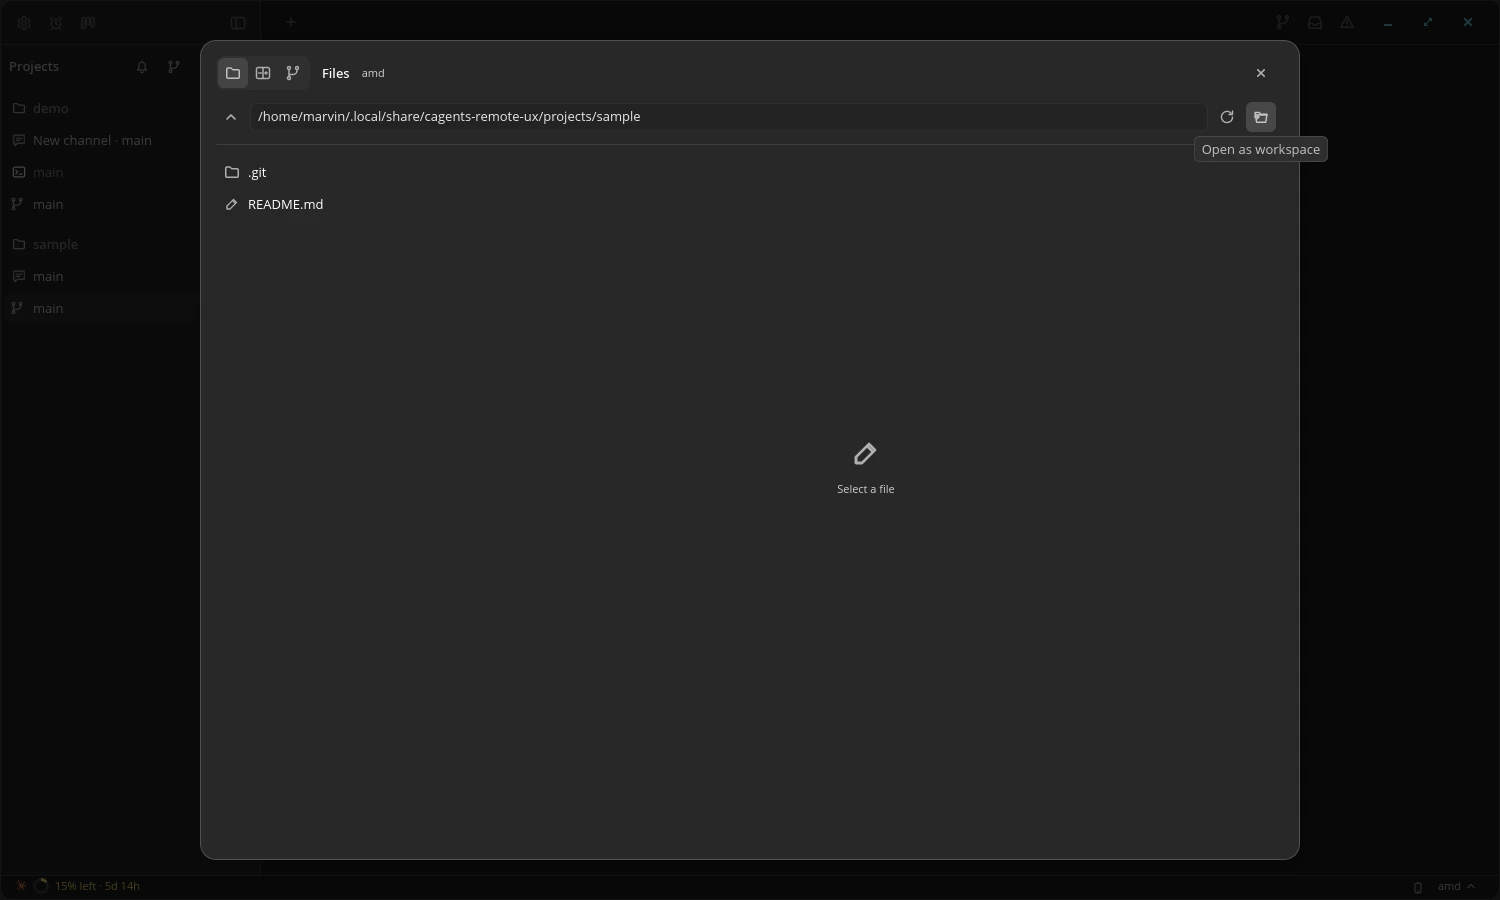 Projects
demo
New channel · main
main
main
sample
main
main
Files amd
/home/marvin/.local/share/cagents-remote-ux/projects/sample
Open as workspace
.git
README.md
Select a file
15% left · 5d 14h
amd